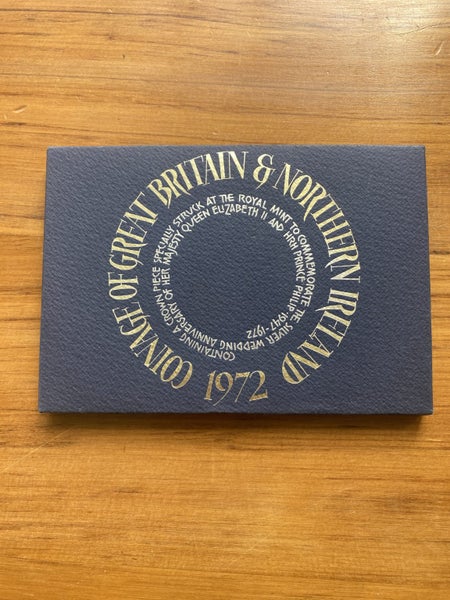 COINAGE OF GREAT BRITAIN & NORTHERN IRELAND
1972
CONTAINING A CROWN PIECE SPECIALLY STRUCK AT THE ROYAL MINT TO COMMEMORATE THE SILVER WEDDING
ANNIVERSARY OF HER MAJESTY QUEEN ELIZABETH II AND HRH PRINCE PHILIP 1947-1972